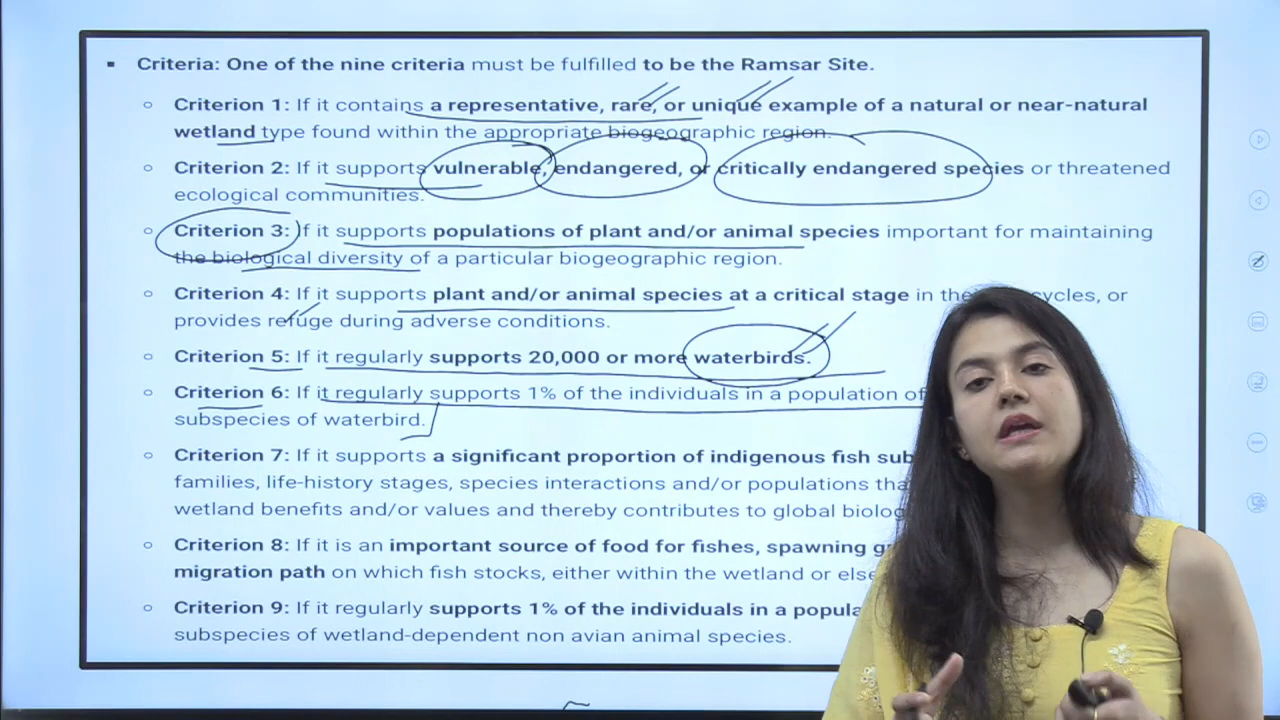 ▪ Criteria: One of the nine criteria must be fulfilled to be the Ramsar Site.
○ Criterion 1: If it contains a representative, rare, or unique example of a natural or near-natural
wetland type found within the appropriate biogeographic region.
○ Criterion 2: If it supports vulnerable, endangered, or critically endangered species or threatened
ecological communities.
○ Criterion 3: If it supports populations of plant and/or animal species important for maintaining
the biological diversity of a particular biogeographic region.
○ Criterion 4: If it supports plant and/or animal species at a critical stage in the cycles, or
provides refuge during adverse conditions.
○ Criterion 5: If it regularly supports 20,000 or more waterbirds.
○ Criterion 6: If it regularly supports 1% of the individuals in a population of
subspecies of waterbird.
○ Criterion 7: If it supports a significant proportion of indigenous fish sub
families, life-history stages, species interactions and/or populations tha
wetland benefits and/or values and thereby contributes to global biolog
○ Criterion 8: If it is an important source of food for fishes, spawning gr
migration path on which fish stocks, either within the wetland or else
○ Criterion 9: If it regularly supports 1% of the individuals in a popula
subspecies of wetland-dependent non avian animal species.